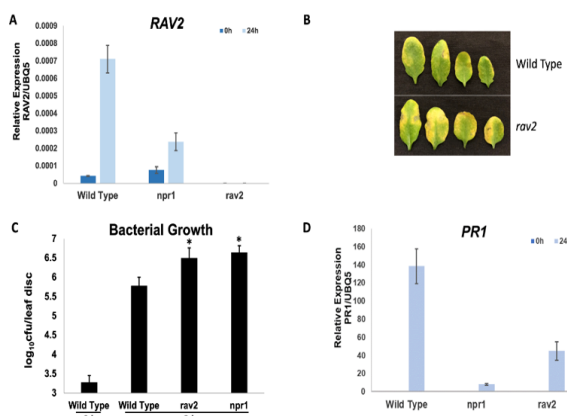 A
RAV2
0h 24h
Relative Expression
RAV2/UBQ5
0.0009
0.0008
0.0007
0.0006
0.0005
0.0004
0.0003
0.0002
0.0001
0
Wild Type npr1 rav2
B
Wild Type
rav2
C
Bacterial Growth
log10cfu/leaf disc
7
6.5
6
5.5
5
4.5
4
3.5
3
* *
Wild Type Wild Type rav2 npr1
D
PR1
0h 24
Relative Expression
PR1/UBQ5
180
160
140
120
100
80
60
40
20
0
Wild Type npr1 rav2